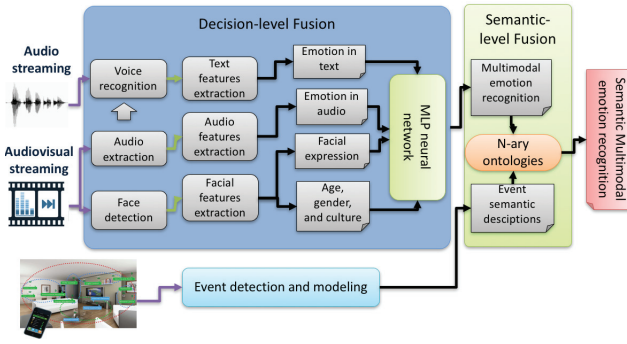 Decision-level Fusion
Semantic-
level Fusion
Audio
streaming
Voice
recognition
Text
features
extraction
Emotion in
text
Multimodal
emotion
recognition
Audio
extraction
Audio
features
extraction
Emotion in
audio
Facial
expression
MLP neural
network
N-ary
ontologies
Semantic Multimodal
emotion recogntion
Audiovisual
streaming
Face
detection
Facial
features
extraction
Age,
gender,
and culture
Event
semantic
desciptions
Event detection and modeling